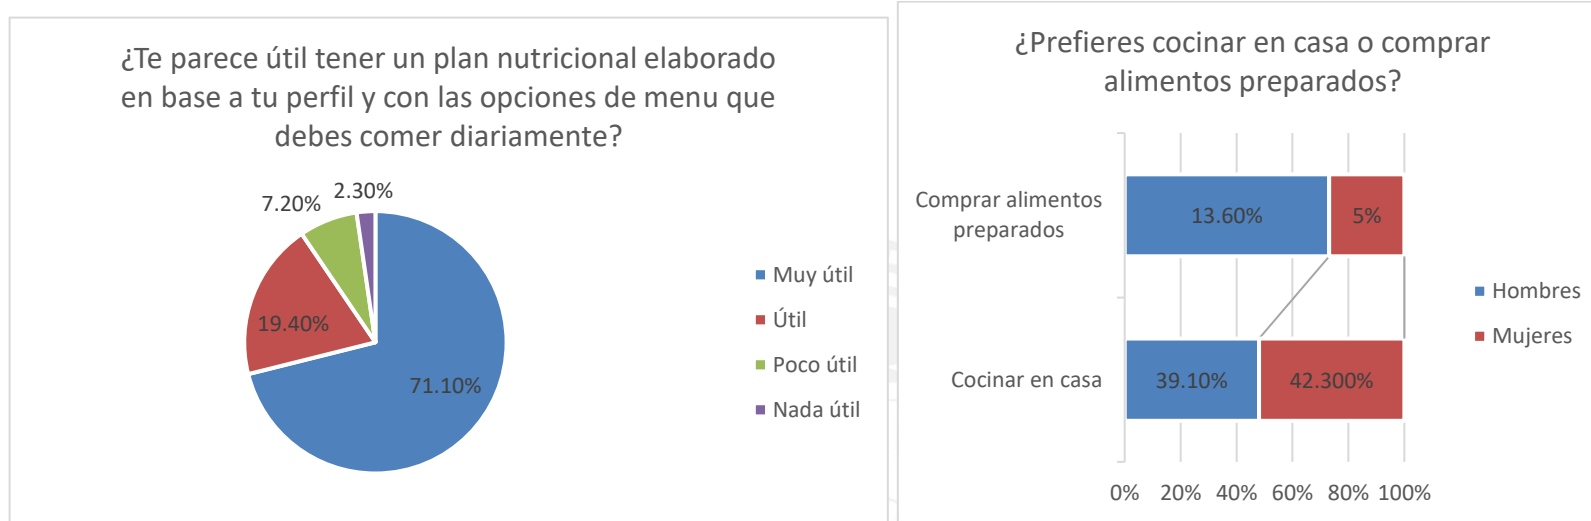 ¿Te parece útil tener un plan nutricional elaborado
en base a tu perfil y con las opciones de menu que
debes comer diariamente?
2.30%
7.20%
19.40%
71.10%
Muy útil
Útil
Poco útil
Nada útil
¿Prefieres cocinar en casa o comprar
alimentos preparados?
Comprar alimentos
preparados
13.60%
5%
Cocinar en casa
39.10%
42.300%
0%
20%
40%
60%
80%
100%
Hombres
Mujeres